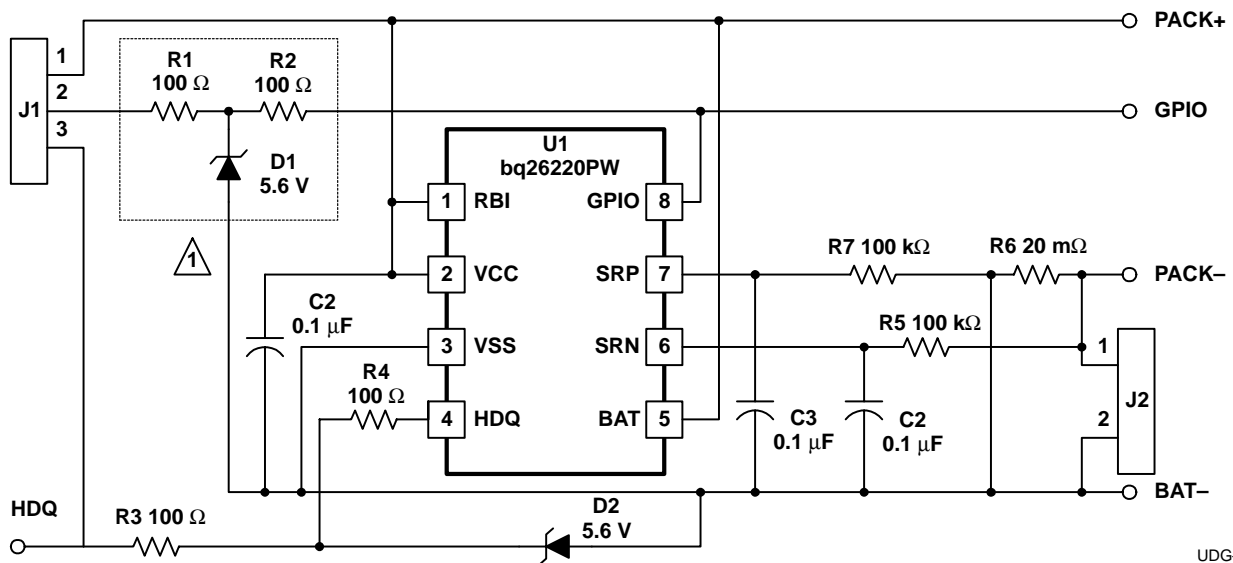 PACK+
1
R1
100 Ω
R2
100 Ω
2
J1
GPIO
3
U1
bq26220PW
D1
5.6 V
1 RBI
GPIO 8
1
R7 100 kΩ
R6 20 mΩ
2 VCC
SRP 7
PACK–
C2
0.1 μF
R5 100 kΩ
1
3 VSS
SRN 6
R4
100 Ω
J2
4 HDQ
BAT 5
C3
0.1 μF
C2
0.1 μF
2
BAT–
HDQ
R3 100 Ω
D2
5.6 V
UDG-